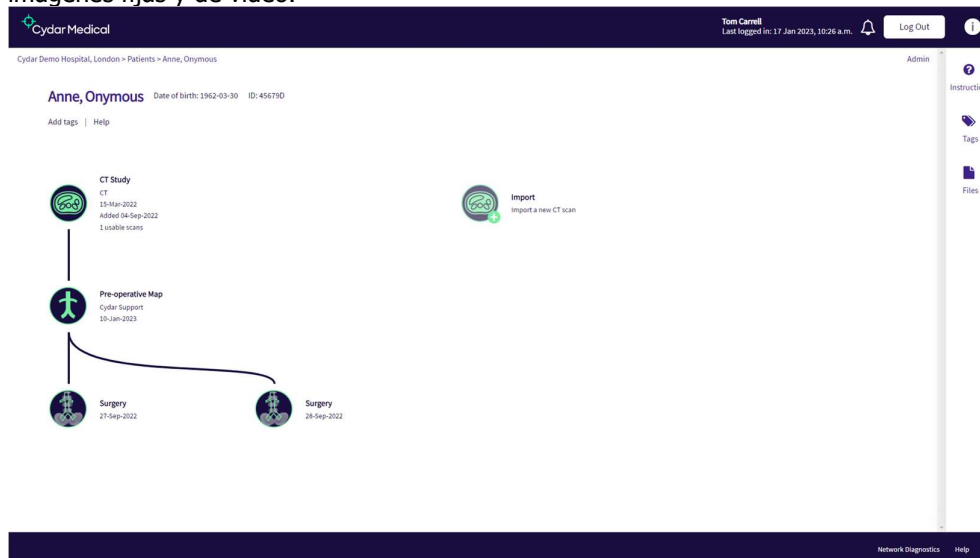 imágenes fijas y de vídeo.
Cydar Medical
Tom Carrell
Last logged in: 17 Jan 2023, 10:26 a.m.
Log Out
i
Cydar Demo Hospital, London > Patients > Anne, Onymous
Admin
?
Instructio
Anne, Onymous Date of birth: 1962-03-30 ID: 45679D
Add tags | Help
Tags
Files
CT Study
CT
15-Mar-2022
Added 04-Sep-2022
1 usable scans
Import
Import a new CT scan
Pre-operative Map
Cydar Support
10-Jan-2023
Surgery
27-Sep-2022
Surgery
28-Sep-2022
Network Diagnostics Help